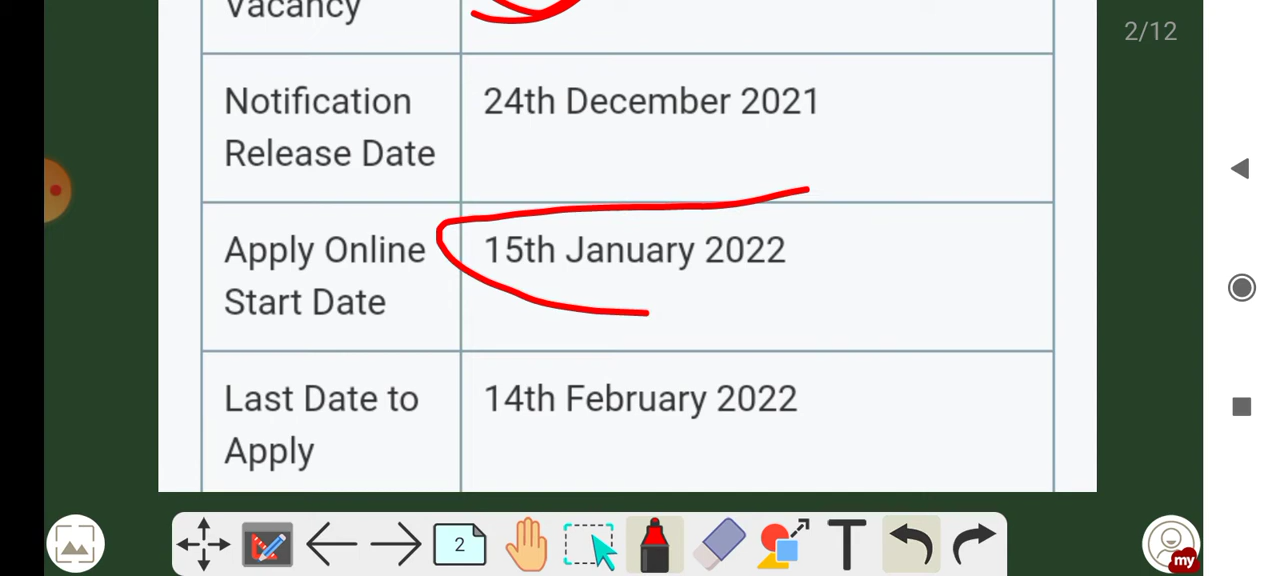 Vacancy
2/12
Notification
Release Date
24th December 2021
Apply Online
Start Date
15th January 2022
Last Date to
Apply
14th February 2022
2
T
my